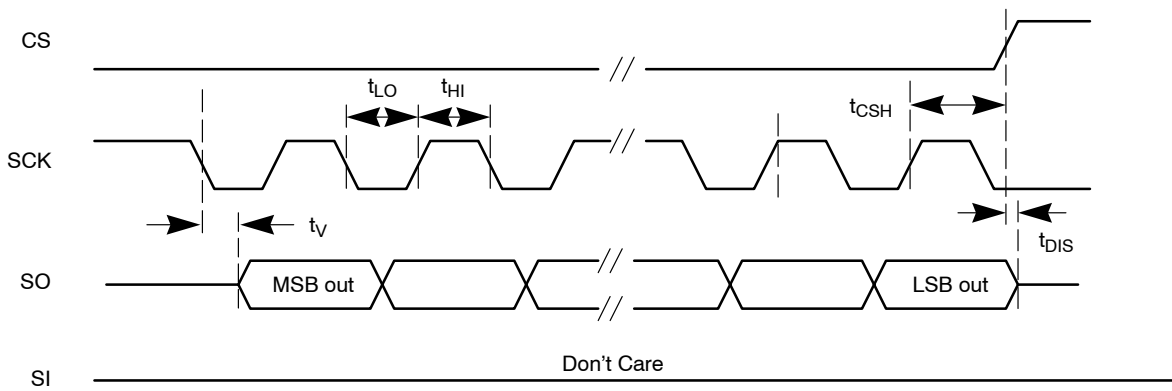 CS
tLO
tHI
tCSH
SCK
tV
tDIS
SO
MSB out
LSB out
Don't Care
SI